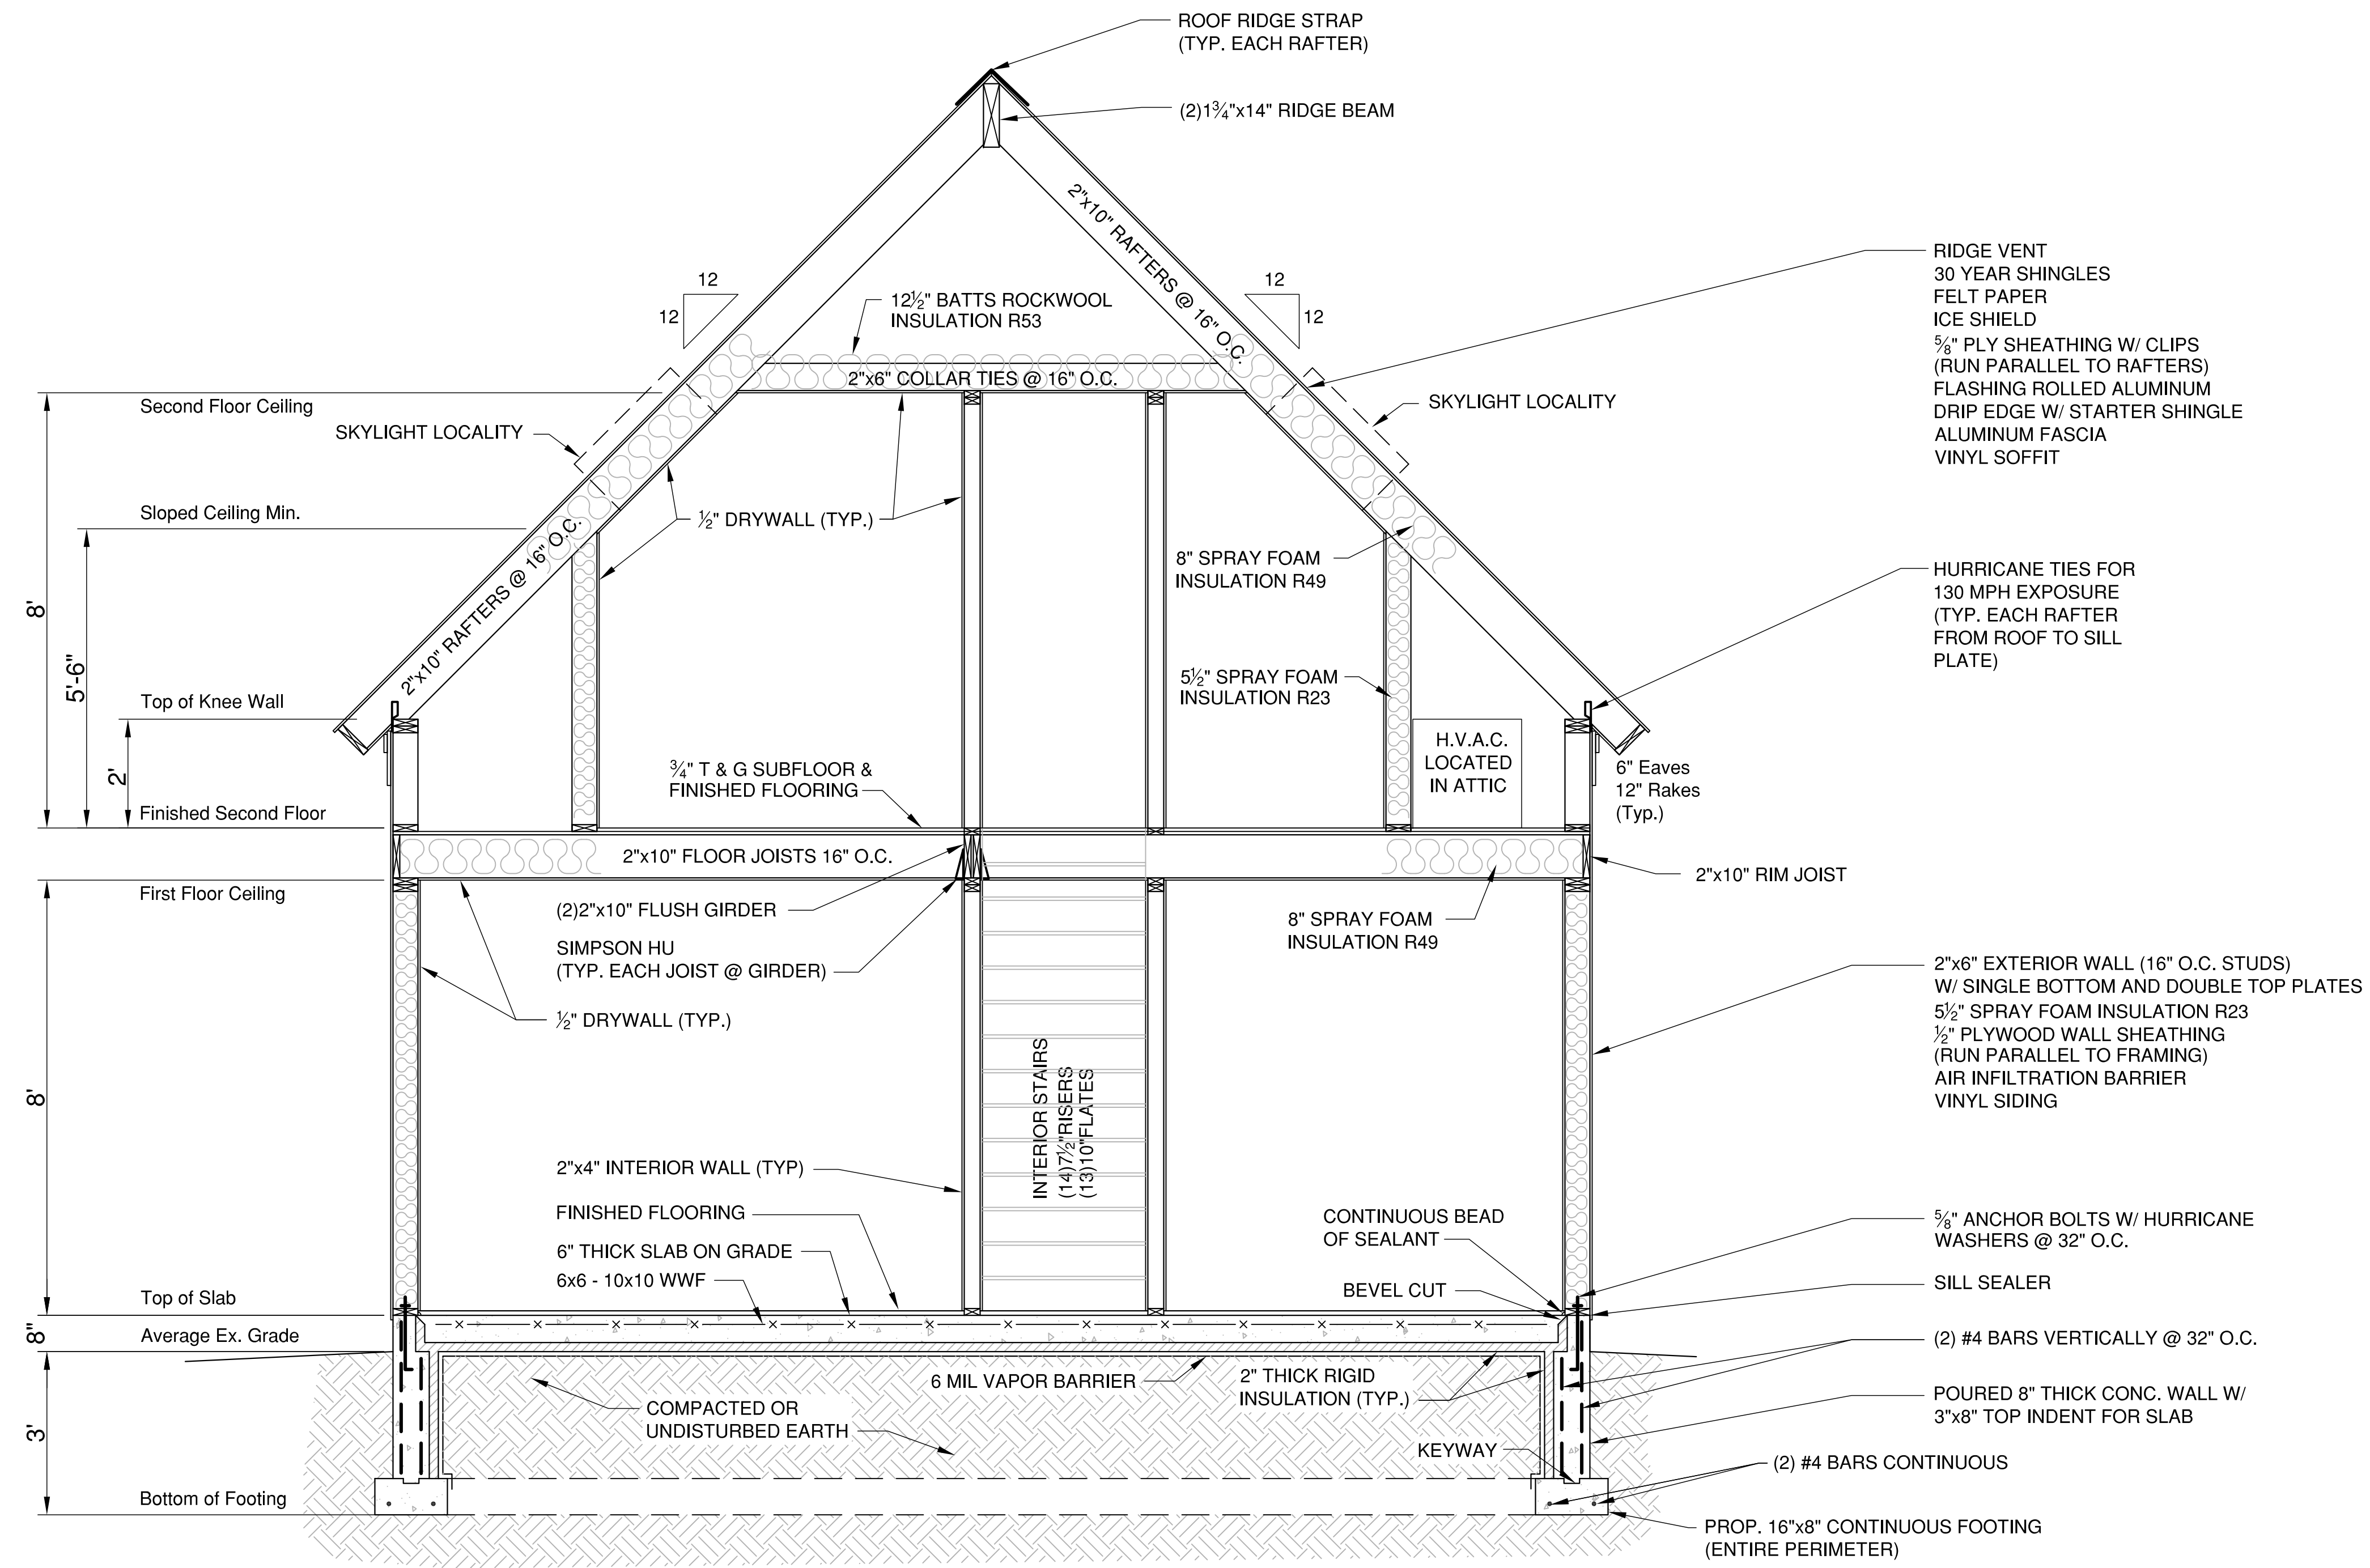 ROOF RIDGE STRAP
(TYP. EACH RAFTER)
(2)1¾"x14" RIDGE BEAM
2"x10" RAFTERS @ 16" O.C.
12
12
12
12
12½" BATTS ROCKWOOL
INSULATION R53
2"x6" COLLAR TIES @ 16" O.C.
RIDGE VENT
30 YEAR SHINGLES
FELT PAPER
ICE SHIELD
⅝" PLY SHEATHING W/ CLIPS
(RUN PARALLEL TO RAFTERS)
FLASHING ROLLED ALUMINUM
DRIP EDGE W/ STARTER SHINGLE
ALUMINUM FASCIA
VINYL SOFFIT
Second Floor Ceiling
SKYLIGHT LOCALITY
SKYLIGHT LOCALITY
Sloped Ceiling Min.
½" DRYWALL (TYP.)
2"x10" RAFTERS @ 16" O.C.
8" SPRAY FOAM
INSULATION R49
HURRICANE TIES FOR
130 MPH EXPOSURE
(TYP. EACH RAFTER
FROM ROOF TO SILL
PLATE)
8'
5'-6"
2'
Top of Knee Wall
5½" SPRAY FOAM
INSULATION R23
H.V.A.C.
LOCATED
IN ATTIC
6" Eaves
12" Rakes
(Typ.)
¾" T & G SUBFLOOR &
FINISHED FLOORING
Finished Second Floor
2"x10" FLOOR JOISTS 16" O.C.
2"x10" RIM JOIST
First Floor Ceiling
(2)2"x10" FLUSH GIRDER
SIMPSON HU
(TYP. EACH JOIST @ GIRDER)
8" SPRAY FOAM
INSULATION R49
½" DRYWALL (TYP.)
2"x6" EXTERIOR WALL (16" O.C. STUDS)
W/ SINGLE BOTTOM AND DOUBLE TOP PLATES
5½" SPRAY FOAM INSULATION R23
½" PLYWOOD WALL SHEATHING
(RUN PARALLEL TO FRAMING)
AIR INFILTRATION BARRIER
VINYL SIDING
8'
INTERIOR STAIRS
(14)7½"RISERS
(13)10"FLATES
2"x4" INTERIOR WALL (TYP)
FINISHED FLOORING
6" THICK SLAB ON GRADE
6x6 - 10x10 WWF
CONTINUOUS BEAD
OF SEALANT
BEVEL CUT
⅝" ANCHOR BOLTS W/ HURRICANE
WASHERS @ 32" O.C.
SILL SEALER
Top of Slab
8"
Average Ex. Grade
(2) #4 BARS VERTICALLY @ 32" O.C.
6 MIL VAPOR BARRIER
2" THICK RIGID
INSULATION (TYP.)
COMPACTED OR
UNDISTURBED EARTH
POURED 8" THICK CONC. WALL W/
3"x8" TOP INDENT FOR SLAB
3'
KEYWAY
(2) #4 BARS CONTINUOUS
Bottom of Footing
PROP. 16"x8" CONTINUOUS FOOTING
(ENTIRE PERIMETER)